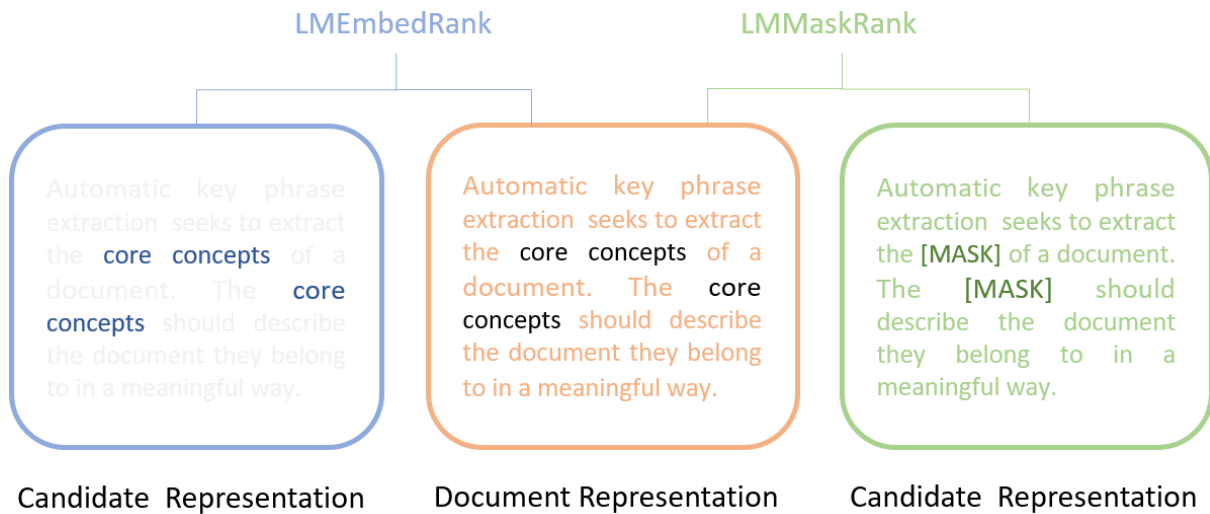 LMEmbedRank
LMMaskRank
Automatic key phrase
extraction seeks to extract
the core concepts of a
document. The core
concepts should describe
the document they belong
to in a meaningful way.
Automatic key phrase
extraction seeks to extract
the core concepts of a
document. The core
concepts should describe
the document they belong
to in a meaningful way.
Automatic key phrase
extraction seeks to extract
the [MASK] of a document.
The [MASK] should
describe the document
they belong to in a
meaningful way.
Candidate Representation
Document Representation
Candidate Representation